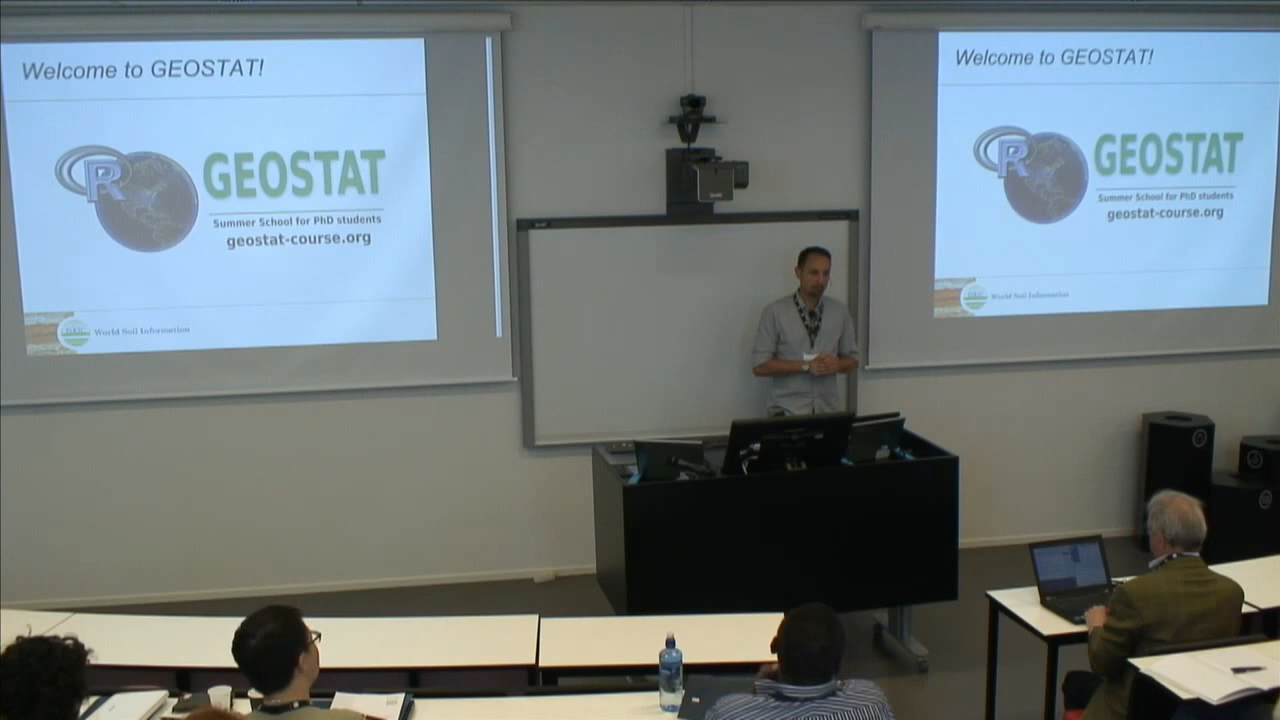 Welcome to GEOSTAT!
R GEOSTAT
Summer School for PhD students
geostat-course.org
World Soil Information
Welcome to GEOSTAT!
R GEOSTAT
Summer School for PhD students
geostat-course.org
World Soil Information